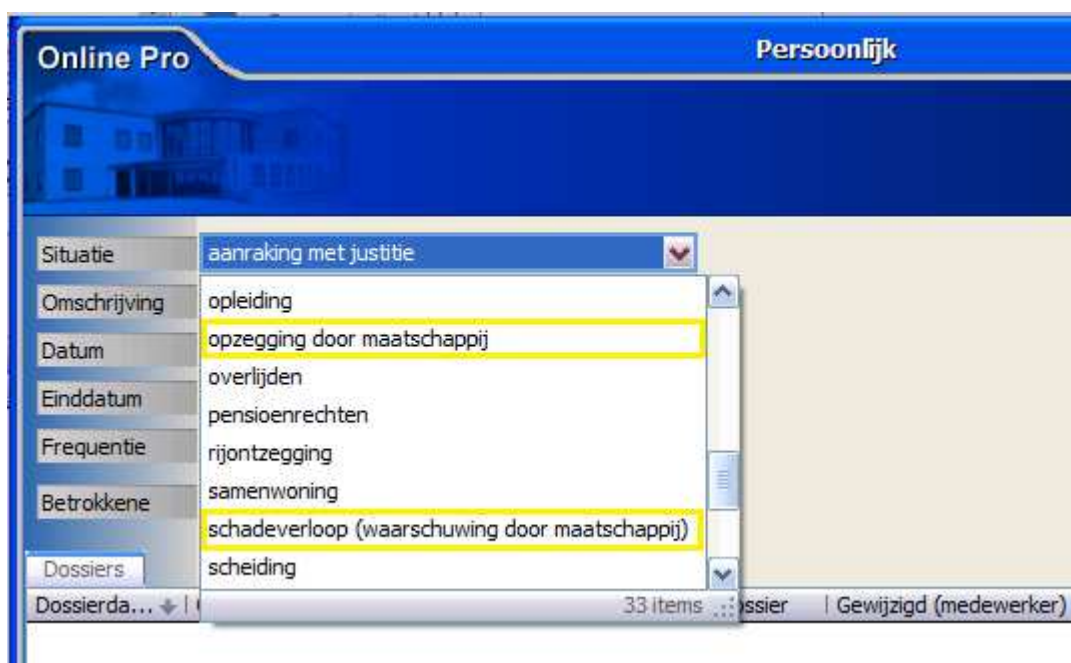 Online Pro
Persoonlijk
Situatie
aanraking met justitie
Omschrijving
opleiding
opzegging door maatschappij
Datum
overlijden
Einddatum
pensioenrechten
Frequentie
rijontzegging
samenwoning
Betrokkene
schadeverloop (waarschuwing door maatschappij)
Dossiers
scheiding
33 items
Dossierda... Gewijzigd (medewerker)